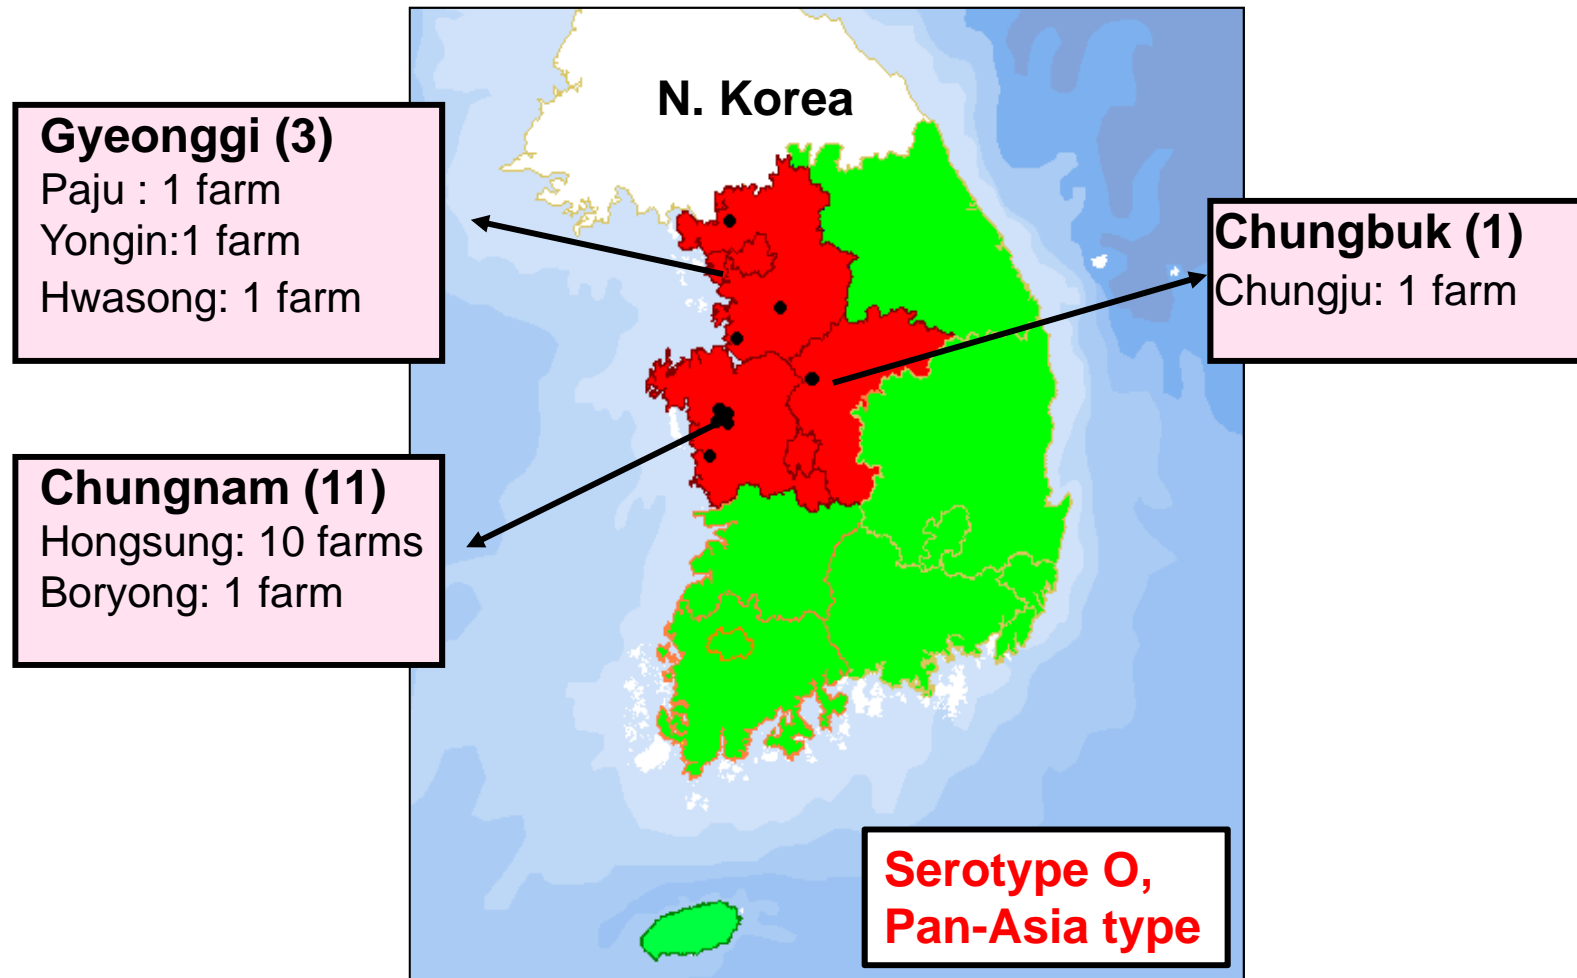 N. Korea
Gyeonggi (3)
Paju : 1 farm
Yongin:1 farm
Hwasong: 1 farm
Chungbuk (1)
Chungju: 1 farm
Chungnam (11)
Hongsung: 10 farms
Boryong: 1 farm
Serotype O,
Pan-Asia type